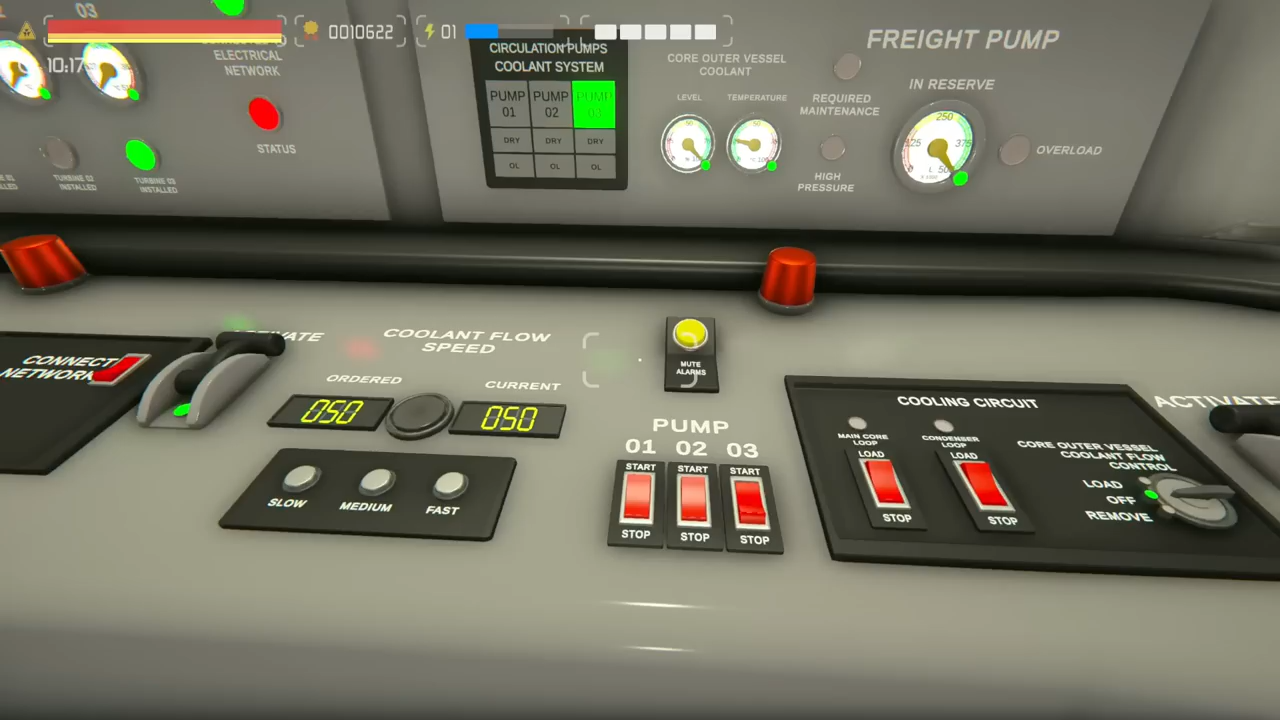 03
0010622
01
10:17
ELECTRICAL
NETWORK
STATUS
TURBINE 02
INSTALLED
TURBINE 03
INSTALLED
CIRCULATION PUMPS
COOLANT SYSTEM
PUMP 01
PUMP 02
PUMP 03
DRY DRY DRY
OL OL OL
CORE OUTER VESSEL
COOLANT
LEVEL TEMPERATURE
REQUIRED
MAINTENANCE
HIGH
PRESSURE
FREIGHT PUMP
IN RESERVE
250
OVERLOAD
CONNECT
NETWORK
COOLANT FLOW
SPEED
ORDERED CURRENT
050 050
SLOW MEDIUM FAST
MUTE
ALARMS
PUMP
01 02 03
START START START
STOP STOP STOP
COOLING CIRCUIT
MAIN CORE
LOOP
LOAD
STOP
CONDENSER
LOOP
LOAD
STOP
CORE OUTER VESSEL
COOLANT FLOW
CONTROL
LOAD
OFF
REMOVE
ACTIVATE